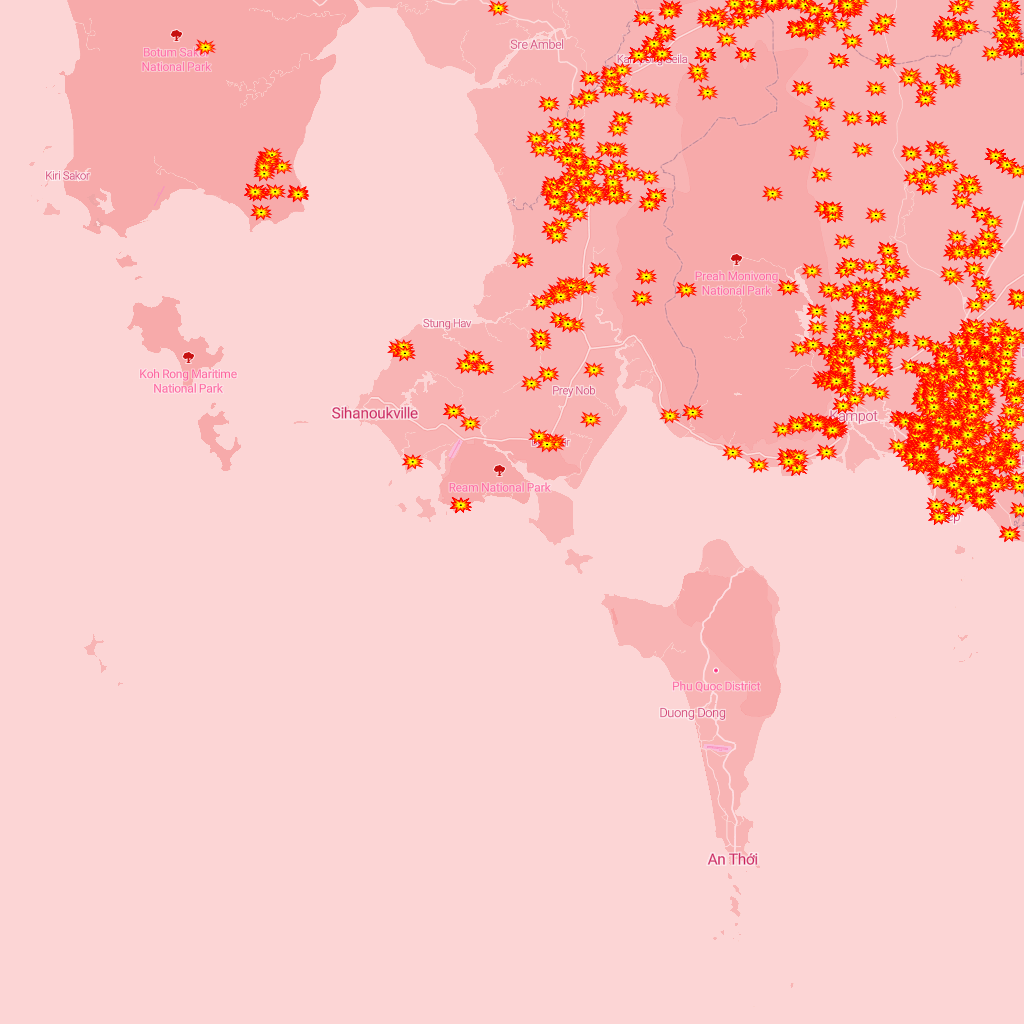 Sre Ambel
Botum Sakor
National Park
Kiri Sakor
Preah Monivong
National Park
Stung Hav
Koh Rong Maritime
National Park
Prey Nob
Sihanoukville
Kampot
Ream National Park
Phu Quoc District
Duong Dong
An Thới